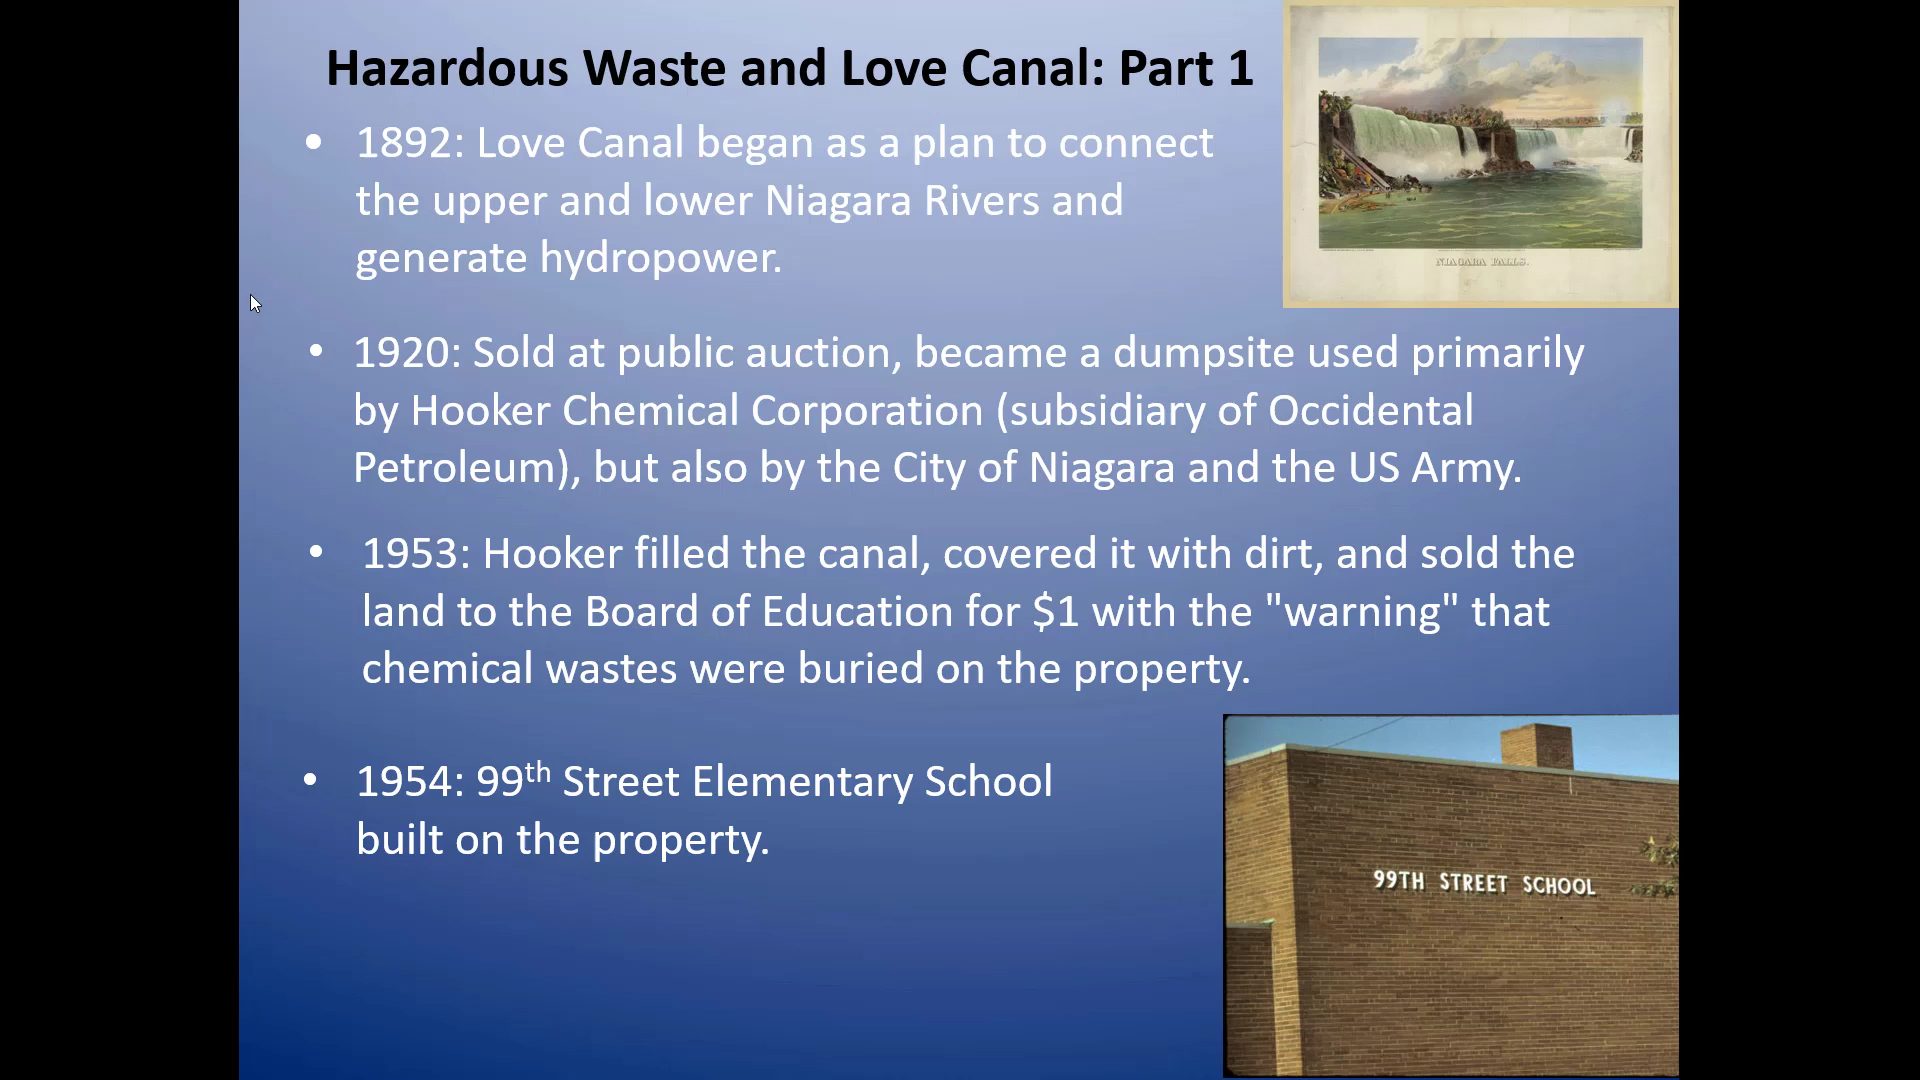 Hazardous Waste and Love Canal: Part 1
• 1892: Love Canal began as a plan to connect
the upper and lower Niagara Rivers and
generate hydropower.
NIAGARA FALLS.
• 1920: Sold at public auction, became a dumpsite used primarily
by Hooker Chemical Corporation (subsidiary of Occidental
Petroleum), but also by the City of Niagara and the US Army.
• 1953: Hooker filled the canal, covered it with dirt, and sold the
land to the Board of Education for $1 with the "warning" that
chemical wastes were buried on the property.
• 1954: 99th Street Elementary School
built on the property.
99TH STREET SCHOOL